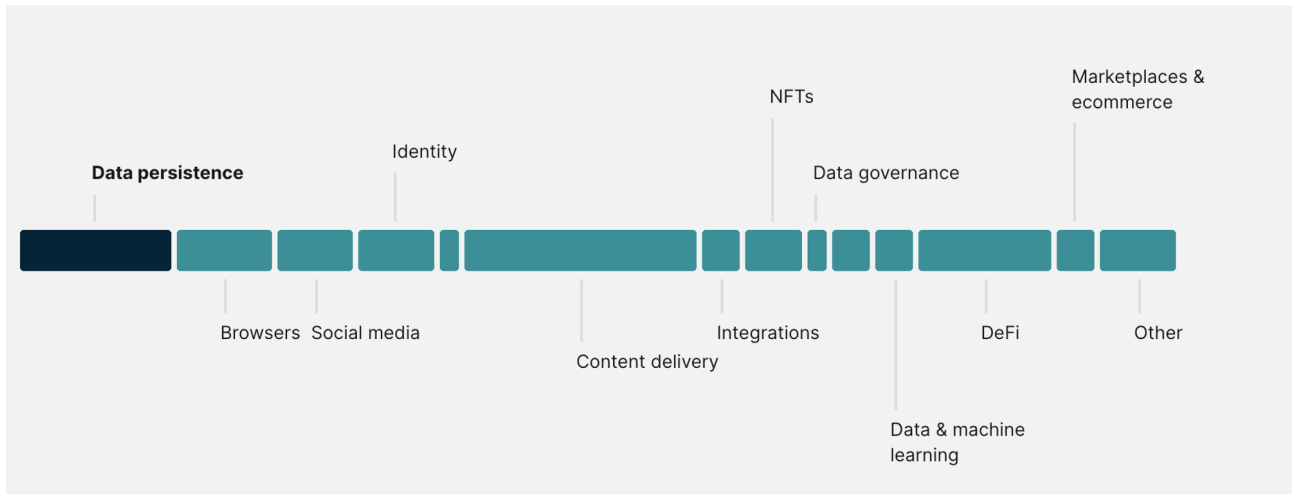 Marketplaces &
ecommerce
NFTs
Identity
Data persistence
Data governance
Browsers
Social media
Integrations
DeFi
Other
Content delivery
Data & machine
learning